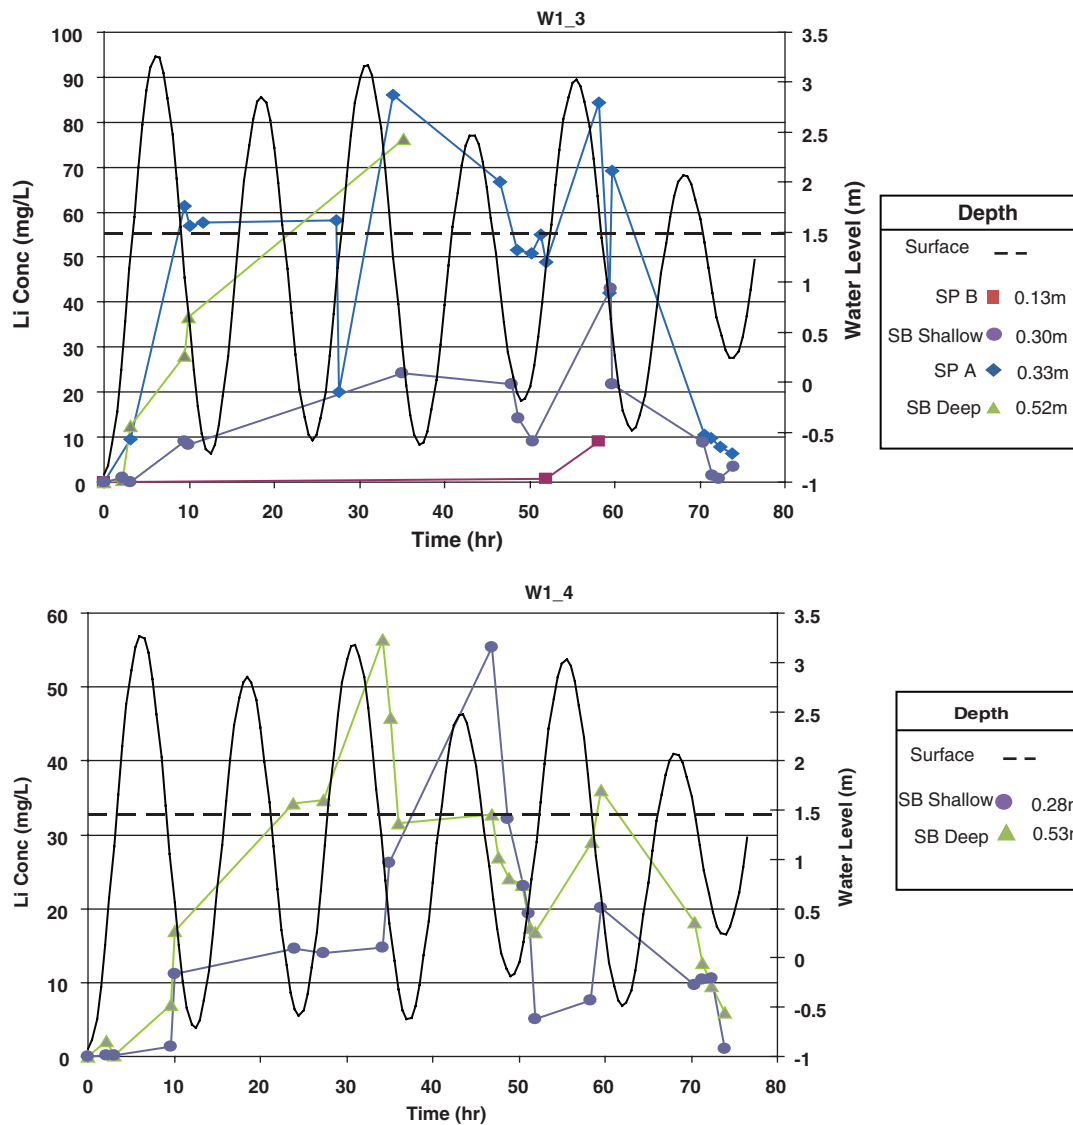 W1_3
100
90
80
70
60
50
40
30
20
10
0
Li Conc (mg/L)
3.5
3
2.5
2
1.5
1
0.5
0
-0.5
-1
Water Level (m)
0 10 20 30 40 50 60 70 80
Time (hr)
Depth
Surface
SP B 0.13m
SB Shallow 0.30m
SP A 0.33m
SB Deep 0.52m
W1_4
60
50
40
30
20
10
0
Li Conc (mg/L)
3.5
3
2.5
2
1.5
1
0.5
0
-0.5
-1
Water Level (m)
0 10 20 30 40 50 60 70 80
Time (hr)
Depth
Surface
SB Shallow 0.28m
SB Deep 0.53m